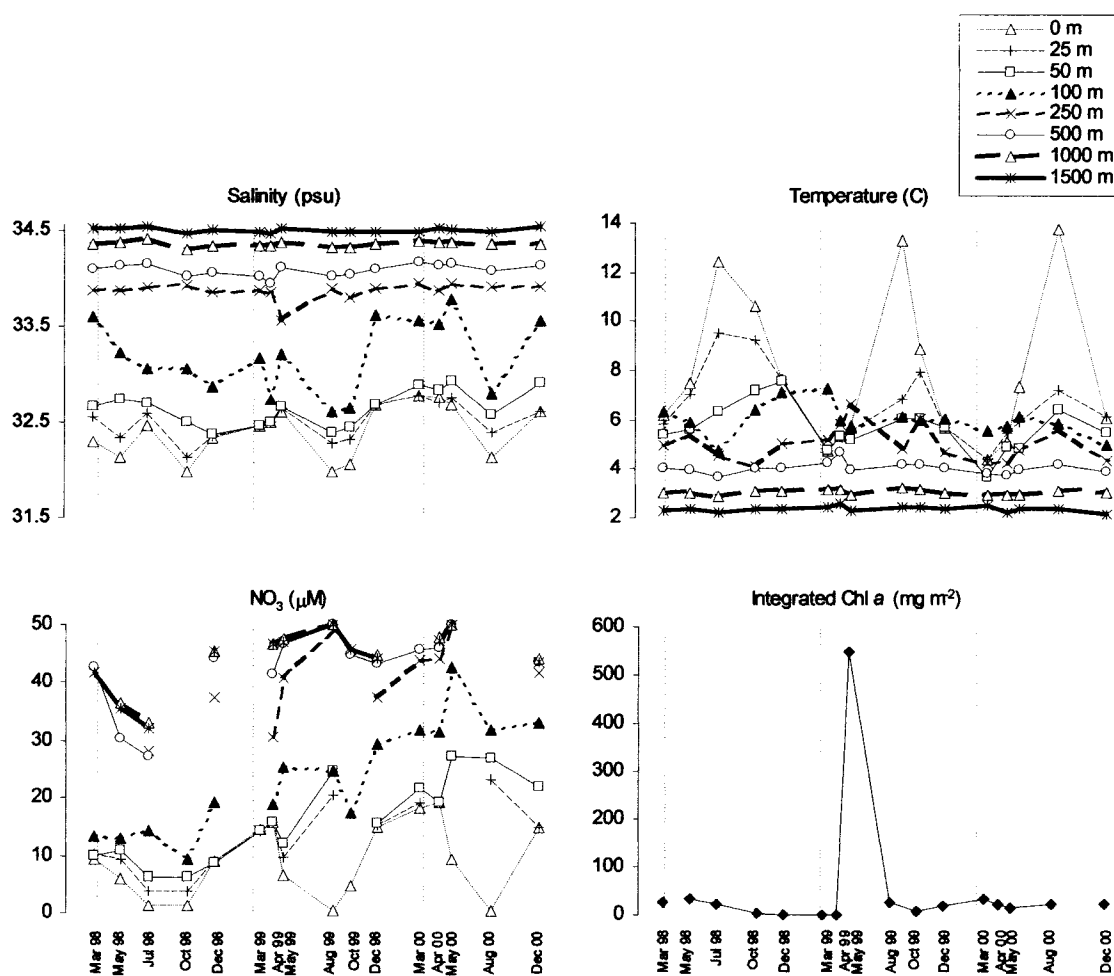 0 m
25 m
50 m
100 m
250 m
500 m
1000 m
1500 m
Salinity (psu)
34.5
33.5
32.5
31.5
Temperature (C)
14
12
10
8
6
4
2
NO₃ (μM)
50
40
30
20
10
0
Mar 98
May 98
Jul 98
Oct 98
Dec 98
Mar 99
Apr 99
May 99
Aug 99
Oct 99
Dec 98
Mar 00
Apr 00
May 00
Aug 00
Dec 00
Integrated Chl a (mg m⁻²)
600
500
400
300
200
100
0
Mar 98
May 98
Jul 98
Oct 98
Dec 98
Mar 99
Apr 99
May 99
Aug 99
Oct 99
Dec 99
Mar 00
Apr 00
May 00
Aug 00
Dec 00